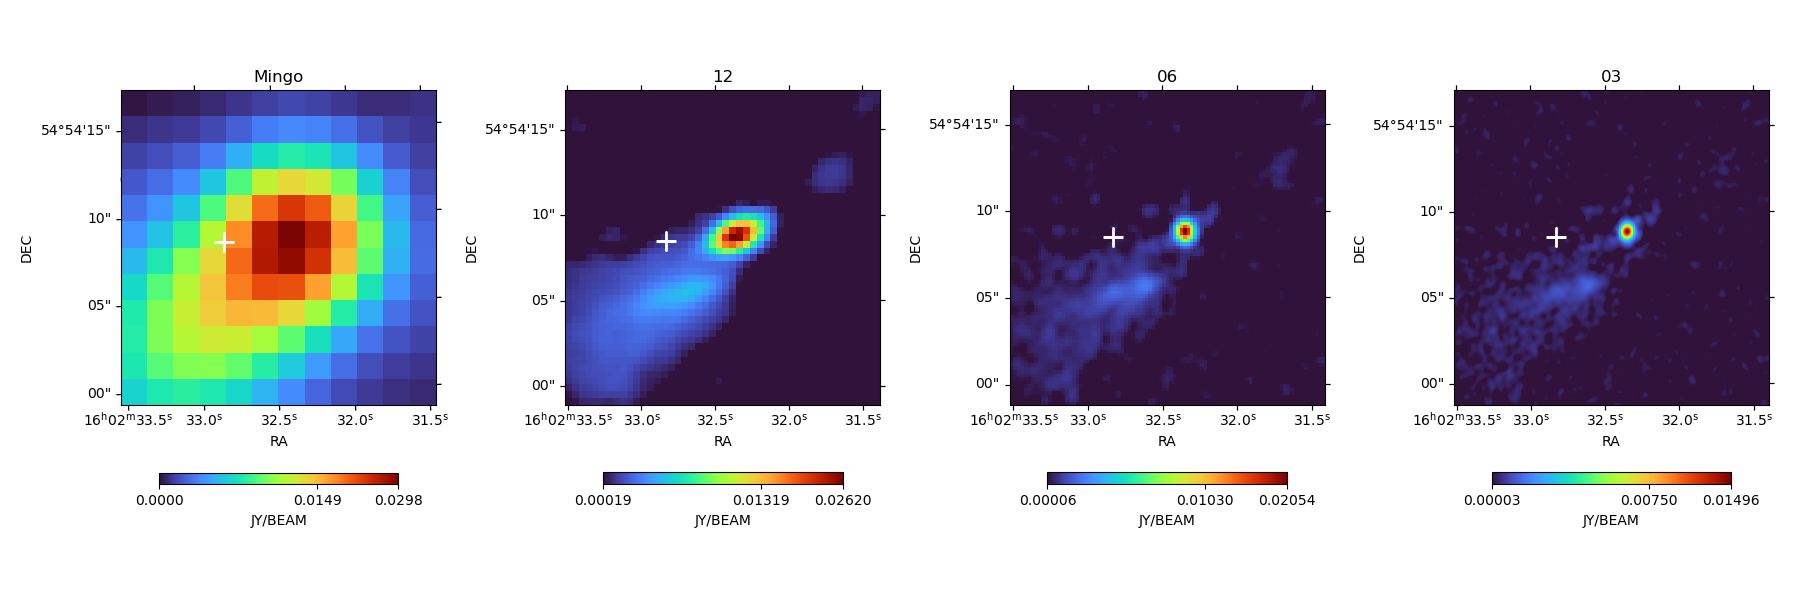 Mingo
12
06
03
54°54'15"
10"
05"
00"
DEC
16ʰ02ᵐ33.5ˢ 33.0ˢ 32.5ˢ 32.0ˢ 31.5ˢ
RA
0.0000 0.0149 0.0298
JY/BEAM
54°54'15"
10"
05"
00"
DEC
16ʰ02ᵐ33.5ˢ 33.0ˢ 32.5ˢ 32.0ˢ 31.5ˢ
RA
0.00019 0.01319 0.02620
JY/BEAM
54°54'15"
10"
05"
00"
DEC
16ʰ02ᵐ33.5ˢ 33.0ˢ 32.5ˢ 32.0ˢ 31.5ˢ
RA
0.00006 0.01030 0.02054
JY/BEAM
54°54'15"
10"
05"
00"
DEC
16ʰ02ᵐ33.5ˢ 33.0ˢ 32.5ˢ 32.0ˢ 31.5ˢ
RA
0.00003 0.00750 0.01496
JY/BEAM